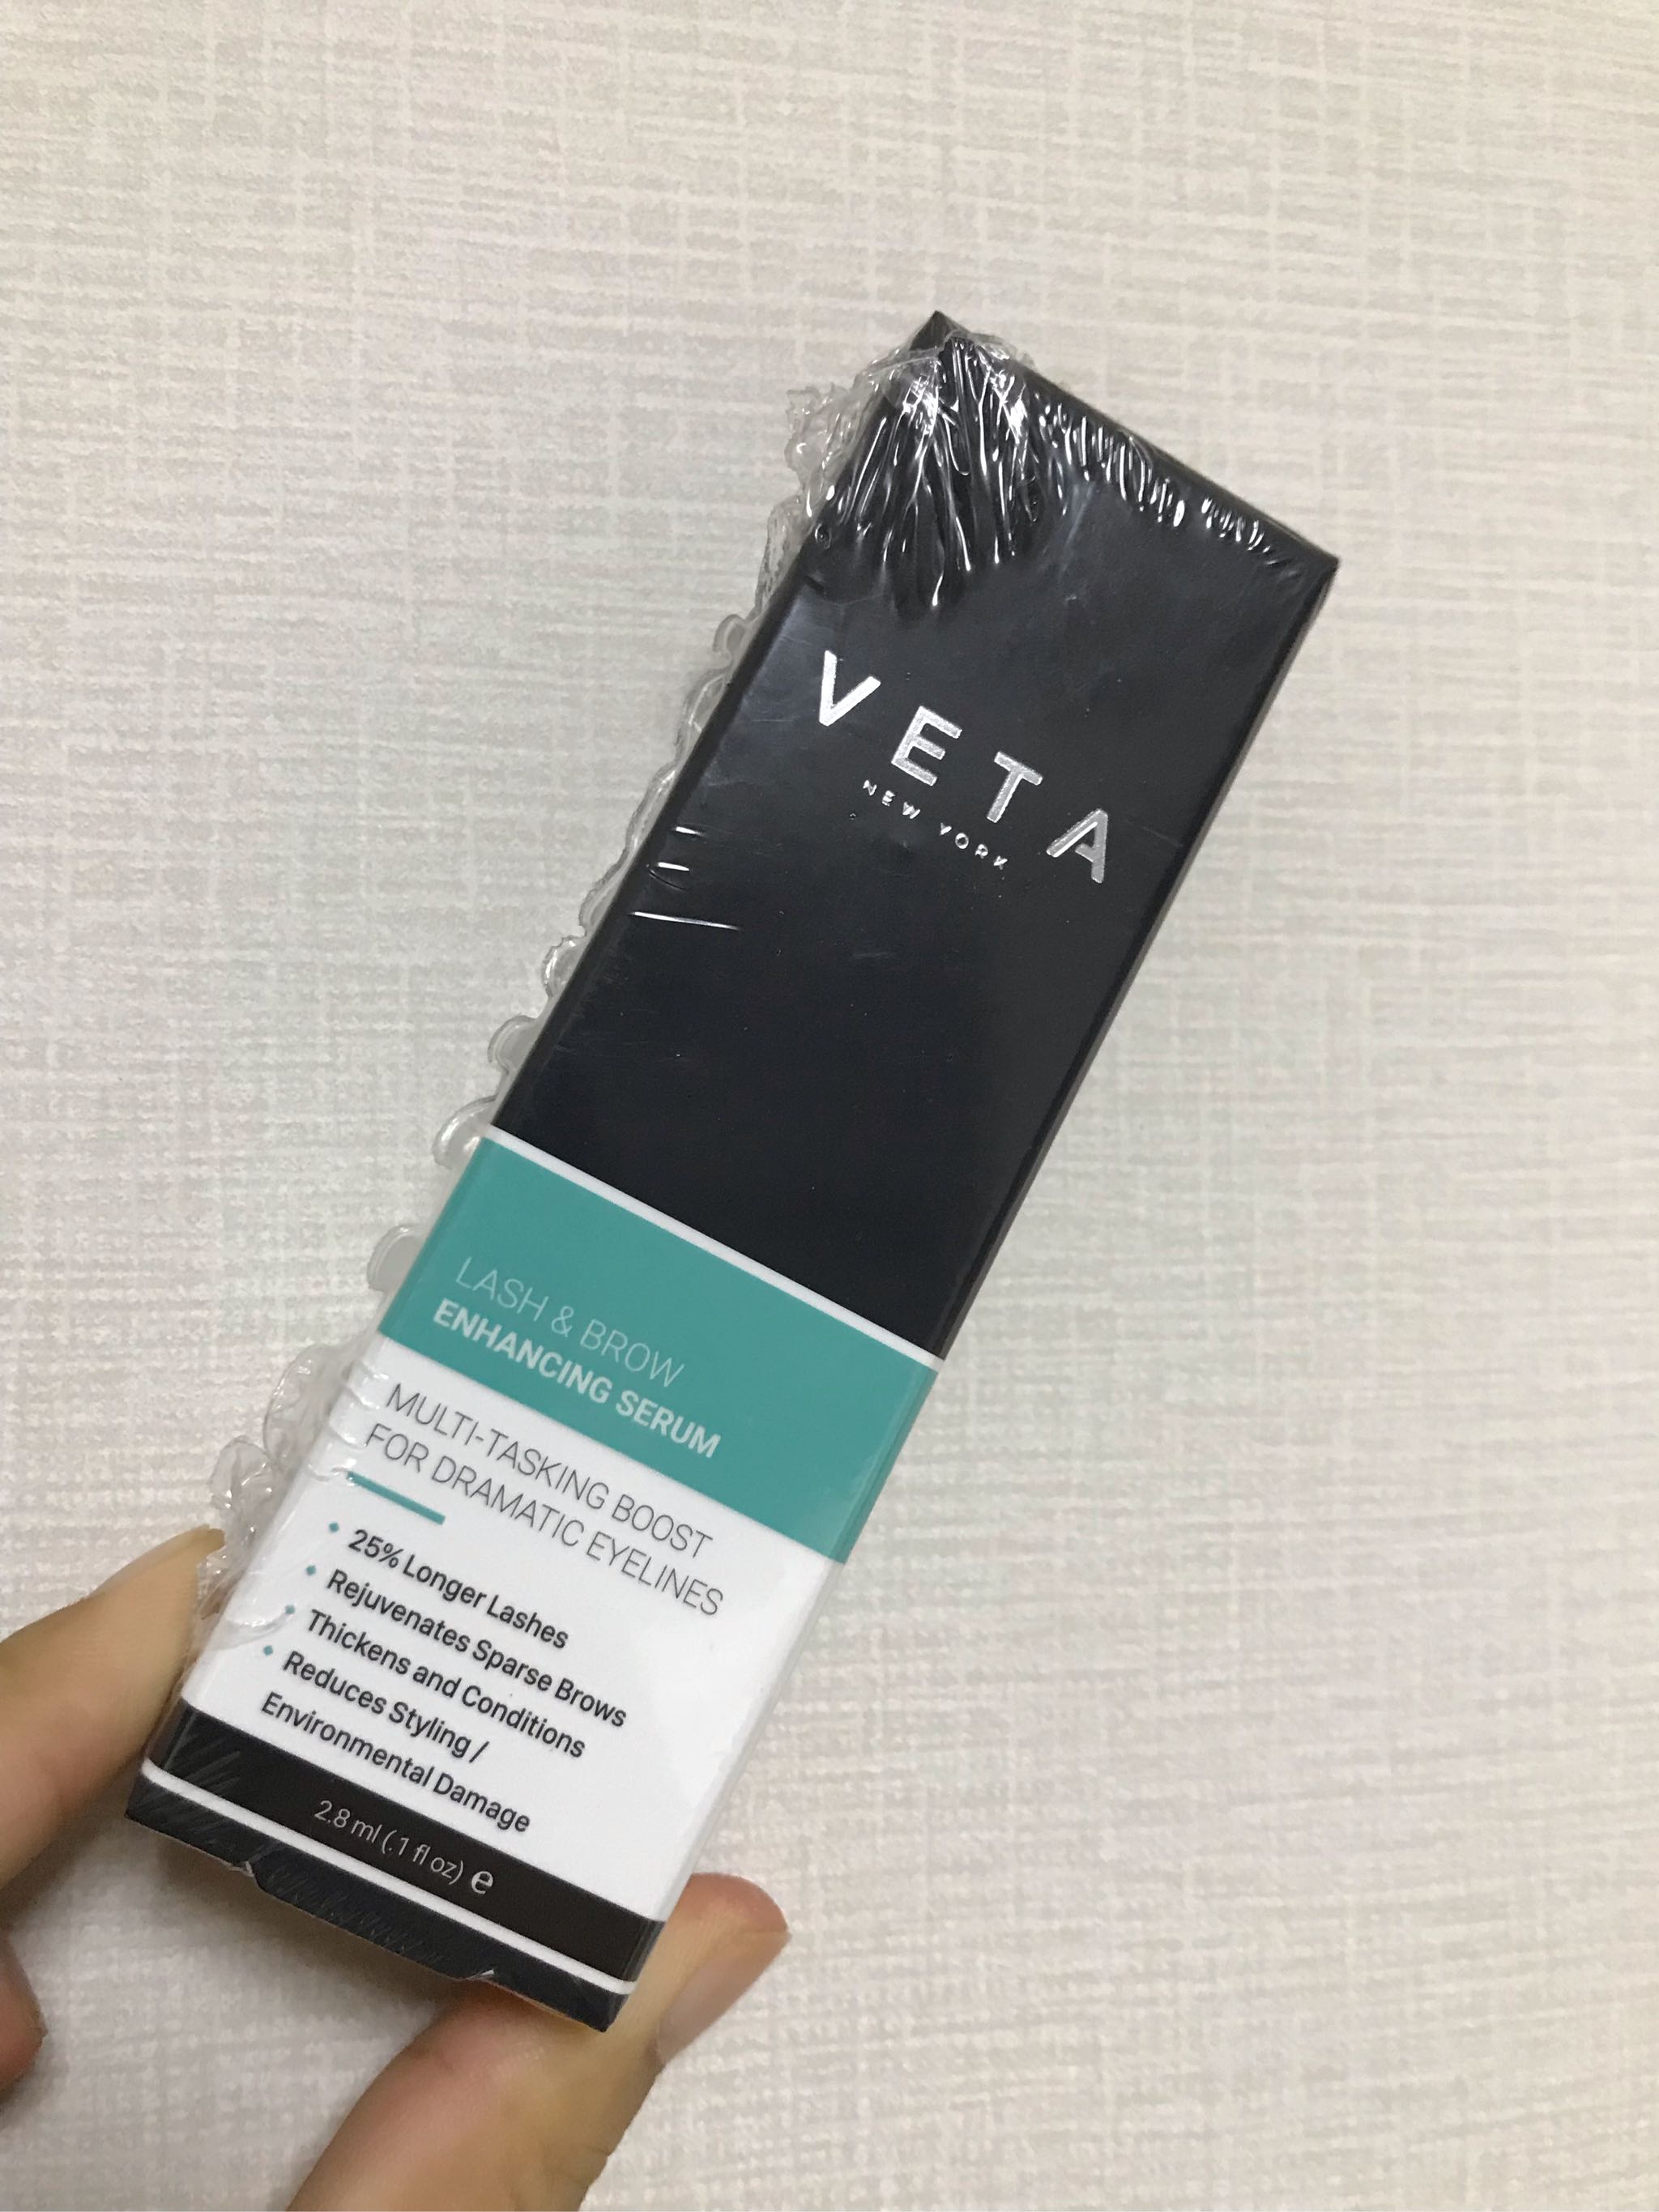 VETA
NEW YORK
LASH & BROW
ENHANCING SERUM
MULTI-TASKING BOOST
FOR DRAMATIC EYELINES
• 25% Longer Lashes
• Rejuvenates Sparse Brows
• Thickens and Conditions
• Reduces Styling /
Environmental Damage
2.8 ml (.1 fl oz) ℮